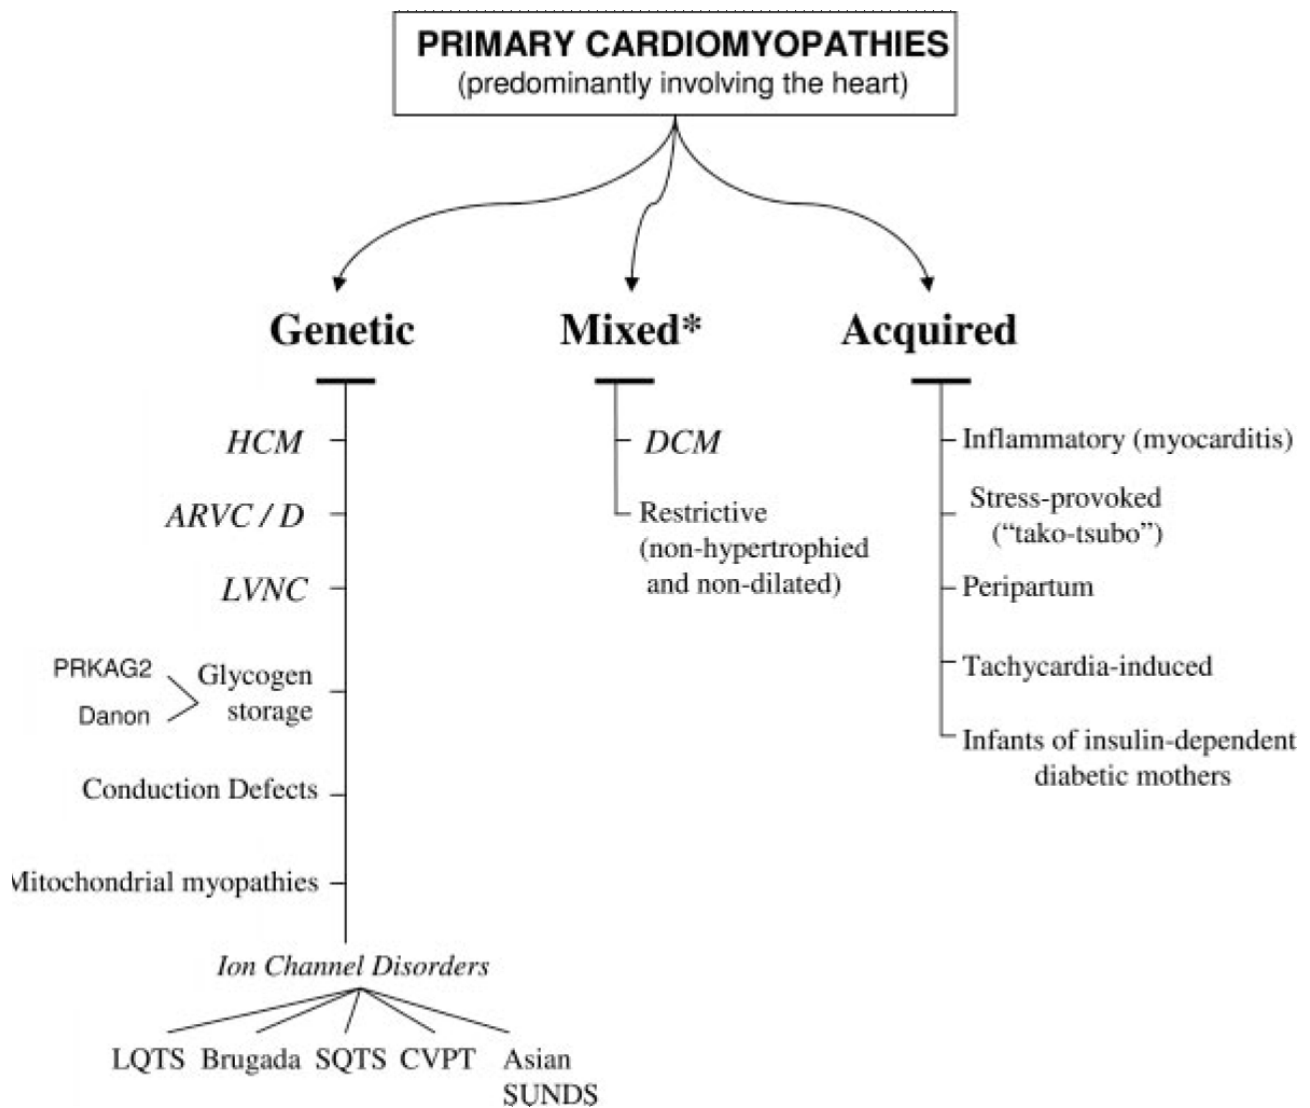 PRIMARY CARDIOMYOPATHIES
(predominantly involving the heart)
Genetic
HCM
ARVC / D
LVNC
PRKAG2
Danon
Glycogen
storage
Conduction Defects
Mitochondrial myopathies
Ion Channel Disorders
LQTS
Brugada
SQTS
CVPT
Asian
SUNDS
Mixed*
DCM
Restrictive
(non-hypertrophied
and non-dilated)
Acquired
Inflammatory (myocarditis)
Stress-provoked
(“tako-tsubo”)
Peripartum
Tachycardia-induced
Infants of insulin-dependent
diabetic mothers